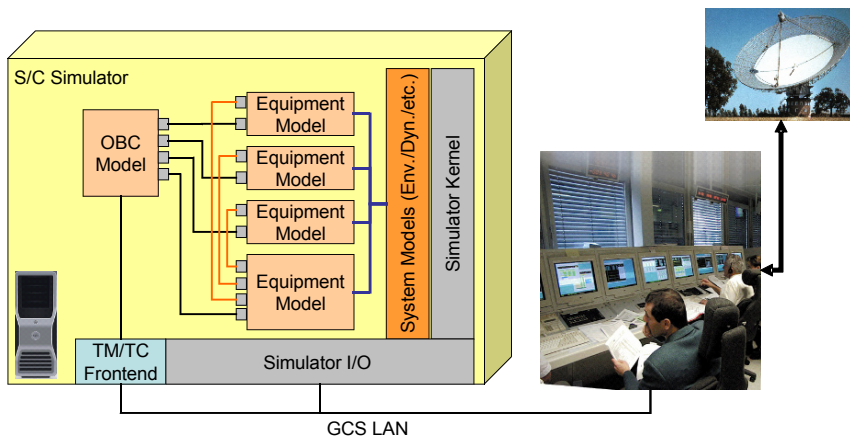 S/C Simulator
OBC
Model
Equipment
Model
Equipment
Model
Equipment
Model
Equipment
Model
System Models (Env./Dyn./etc.)
Simulator Kernel
TM/TC
Frontend
Simulator I/O
GCS LAN